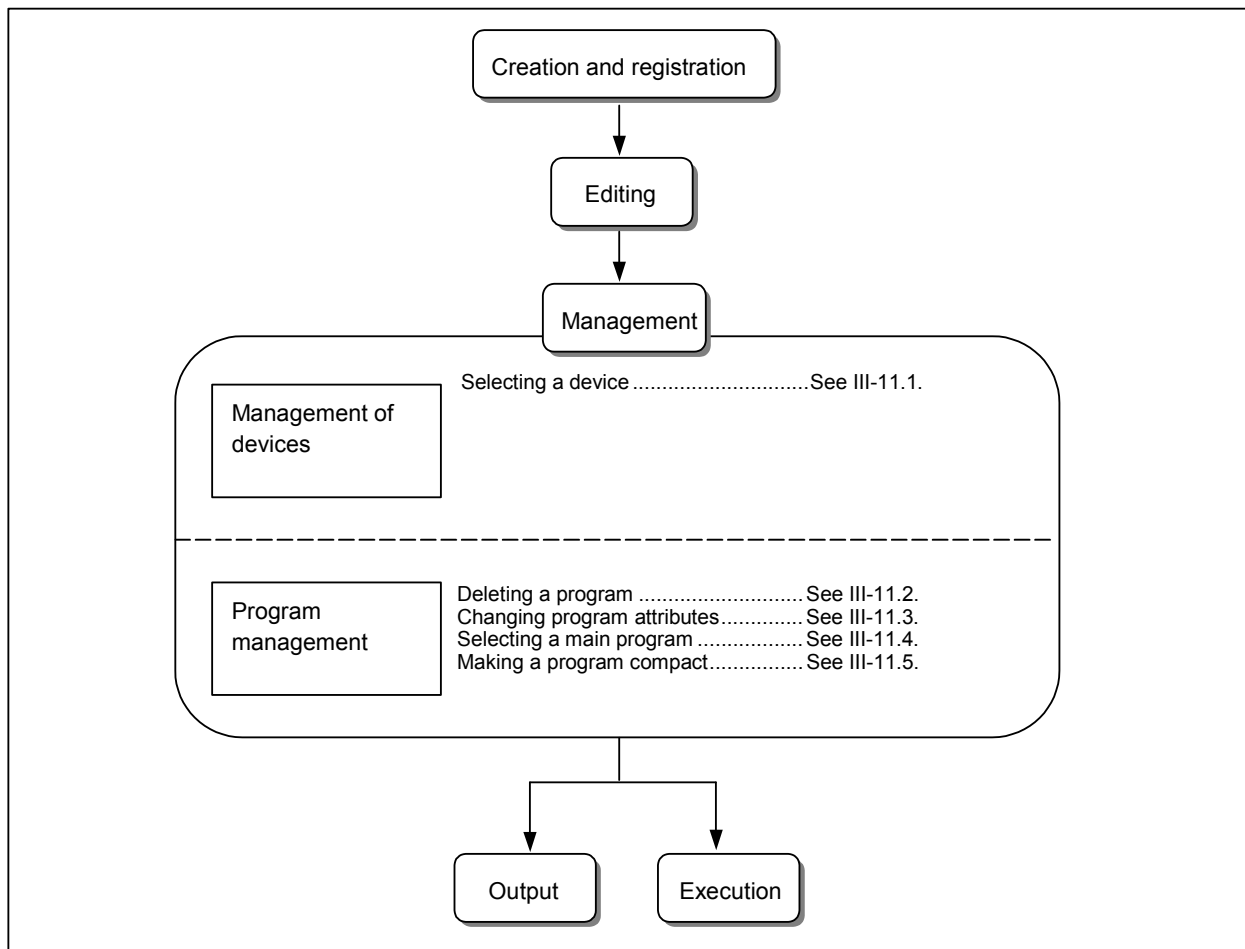 Creation and registration
Editing
Management
Management of
devices
Selecting a device ..............................See III-11.1.
Program
management
Deleting a program ............................ See III-11.2.
Changing program attributes.............. See III-11.3.
Selecting a main program .................. See III-11.4.
Making a program compact................ See III-11.5.
Output
Execution